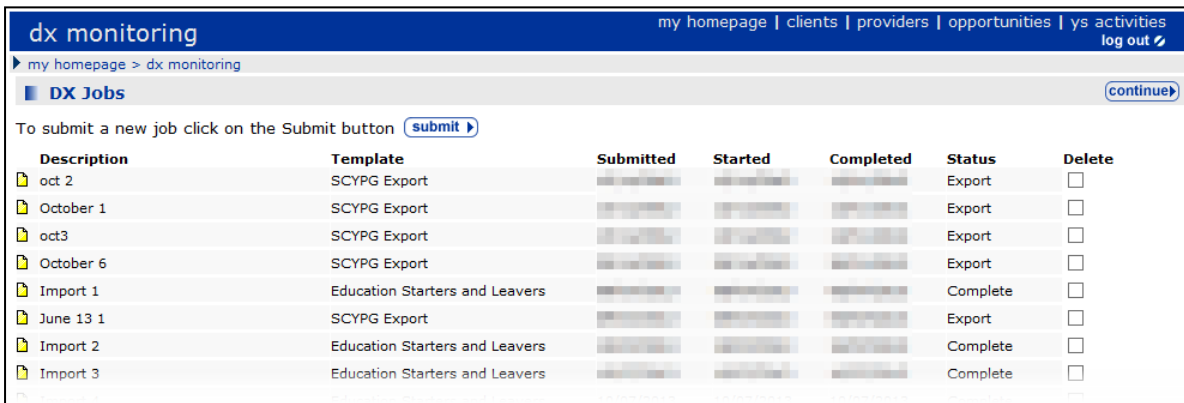 dx monitoring
my homepage | clients | providers | opportunities | ys activities
log out
my homepage > dx monitoring
DX Jobs
continue
To submit a new job click on the Submit button submit
Description Template Submitted Started Completed Status Delete
oct 2 SCYPG Export Export
October 1 SCYPG Export Export
oct3 SCYPG Export Export
October 6 SCYPG Export Export
Import 1 Education Starters and Leavers Complete
June 13 1 SCYPG Export Export
Import 2 Education Starters and Leavers Complete
Import 3 Education Starters and Leavers Complete